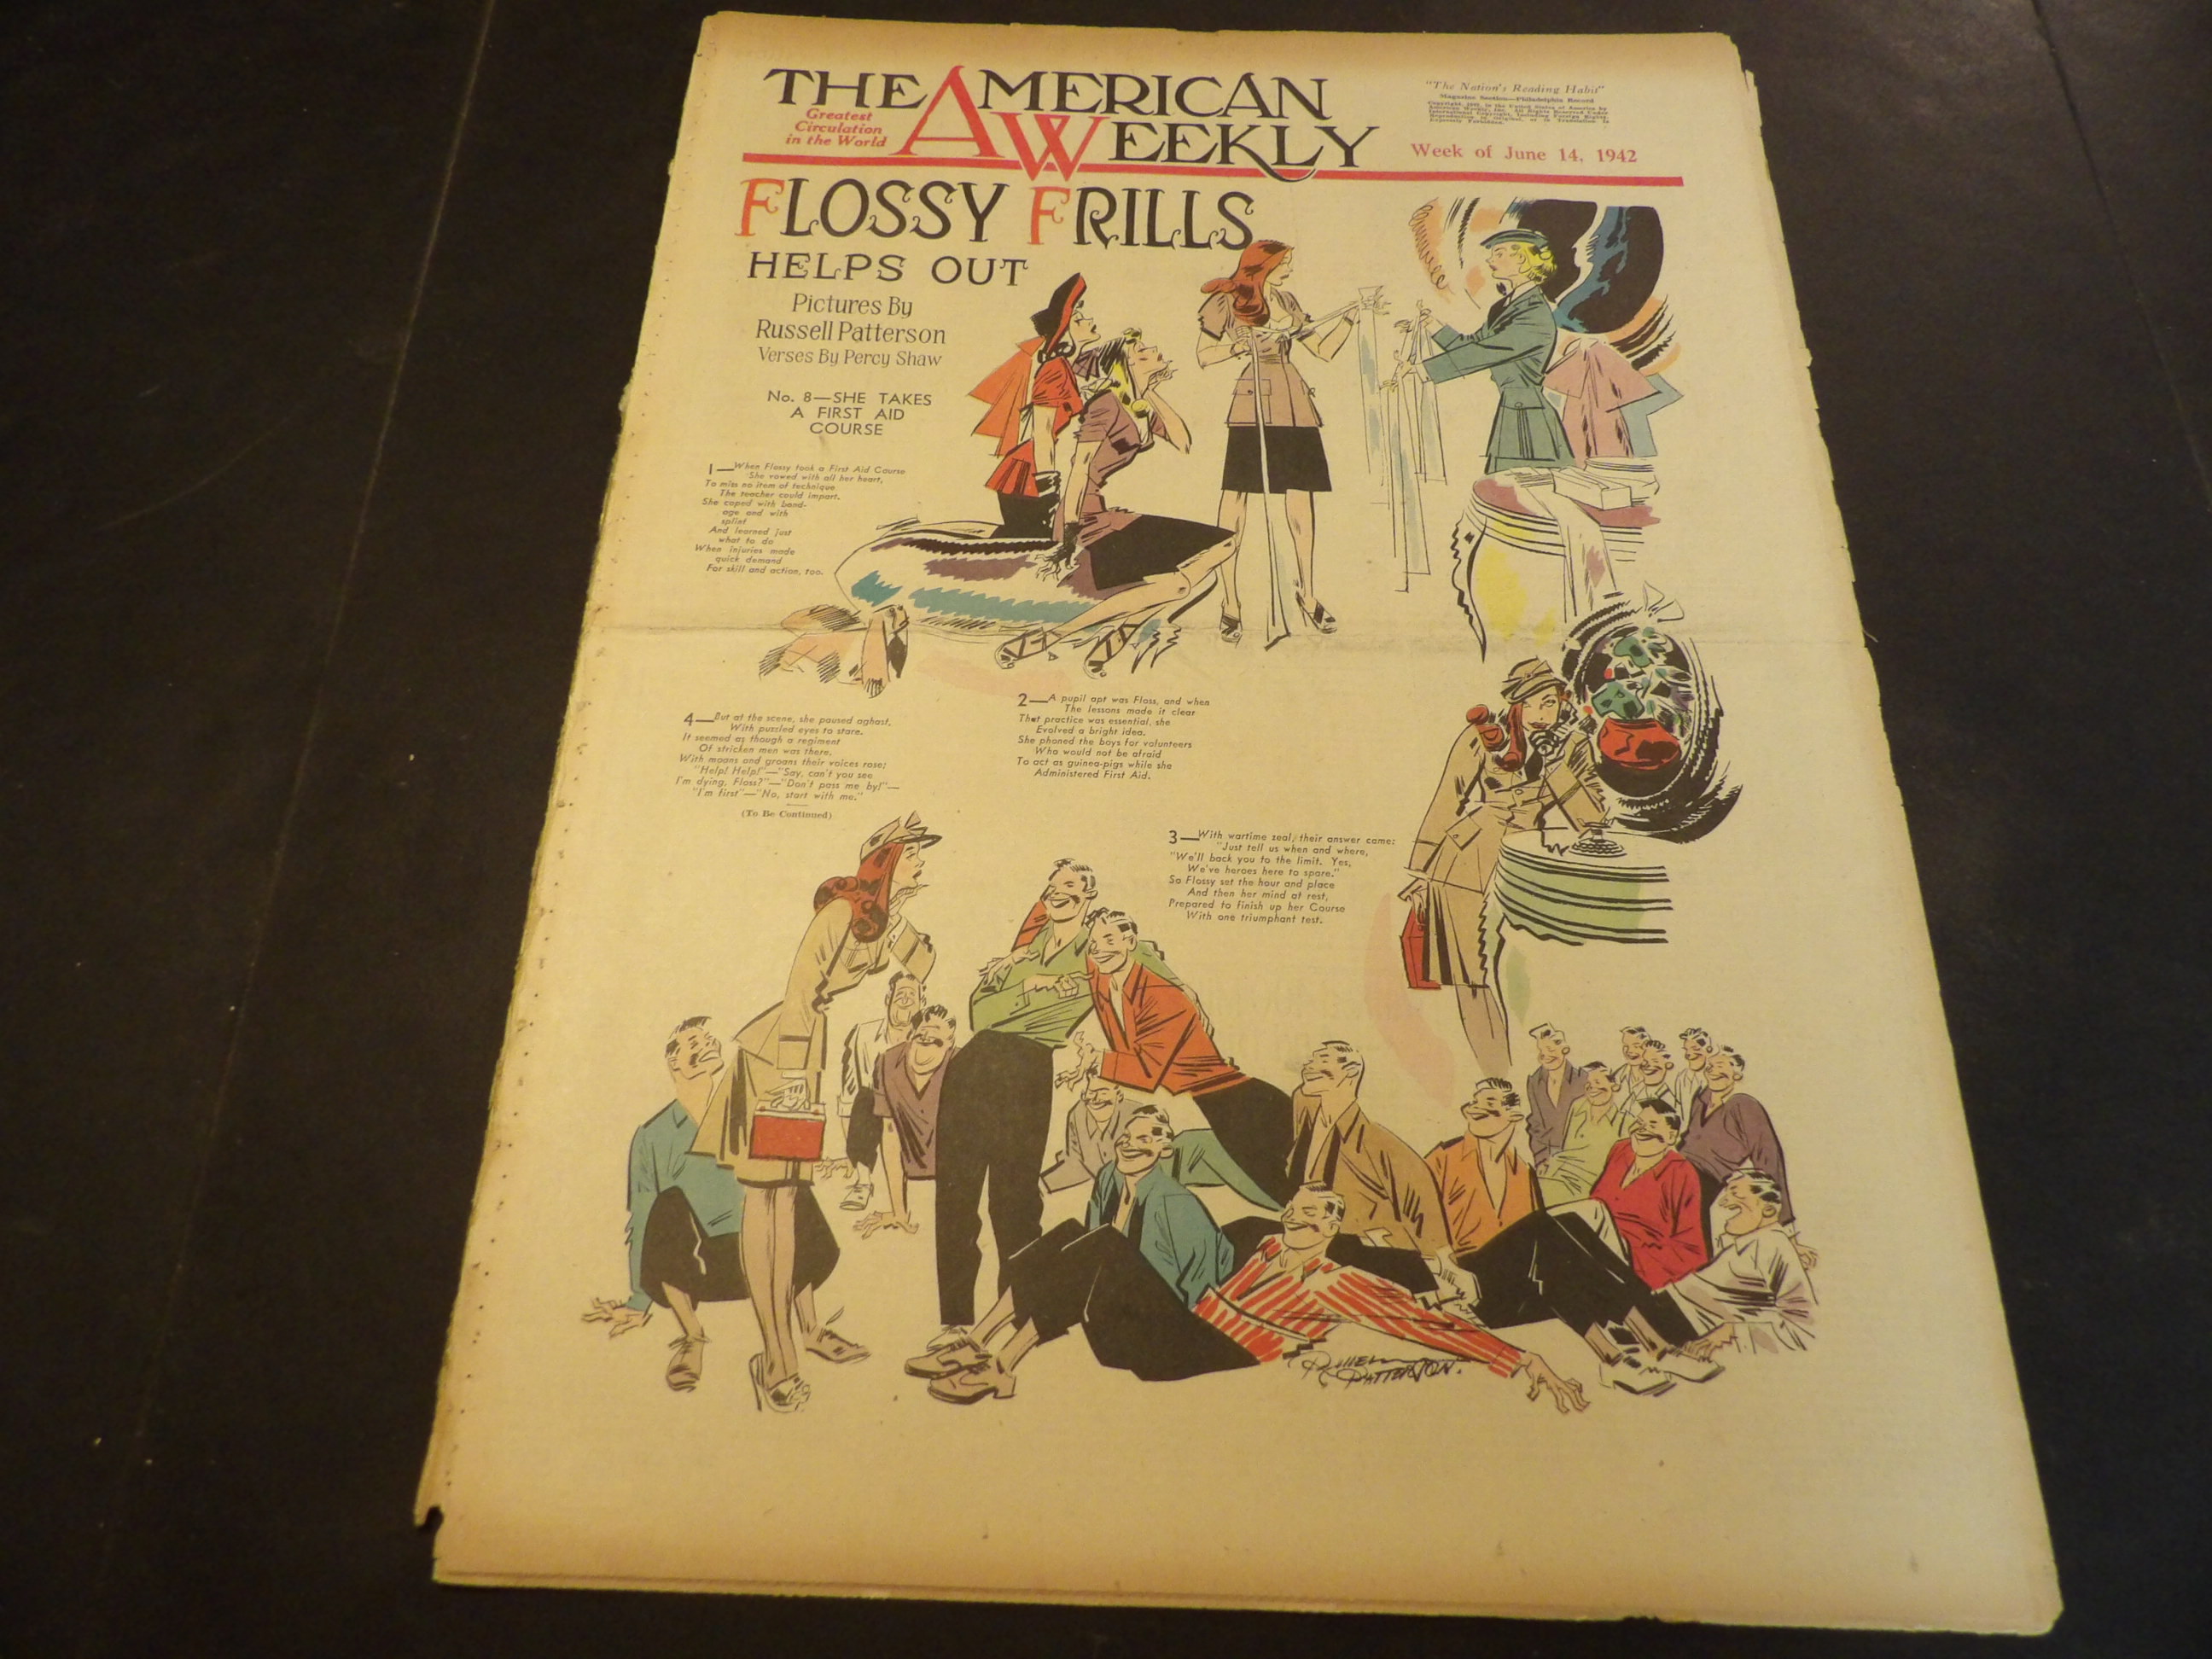 THE AMERICAN
WEEKLY
Greatest
Circulation
in the World
"The Nation's Reading Habit"
Magazine Section—Philadelphia Record
Week of June 14, 1942
FLOSSY FRILLS
HELPS OUT
Pictures By
Russell Patterson
Verses By Percy Shaw
No. 8—SHE TAKES
A FIRST AID
COURSE
1—When Flossy took a First Aid Course
She vowed with all her heart,
To miss no item of technique
The teacher could impart.
She coped with band-
age and with
splint
And learned just
what to do
When injuries made
quick demand
For skill and action, too.
2—A pupil apt was Floss, and when
The lessons made it clear
That practice was essential, she
Evolved a bright idea.
She phoned the boys for volunteers
Who would not be afraid
To act as guinea-pigs while she
Administered First Aid.
3—With wartime zeal, their answer came:
"Just tell us when and where,
"We'll back you to the limit. Yes,
We've heroes here to spare."
So Flossy set the hour and place
And then her mind at rest,
Prepared to finish up her Course
With one triumphant test.
4—But at the scene, she paused aghast,
With puzzled eyes to stare.
It seemed as though a regiment
Of stricken men was there.
With moans and groans their voices rose;
"Help! Help!"—"Say, can't you see
I'm dying, Floss?"—"Don't pass me by!"—
"I'm first"—"No, start with me."
(To Be Continued)
RUSSELL
PATTERSON.